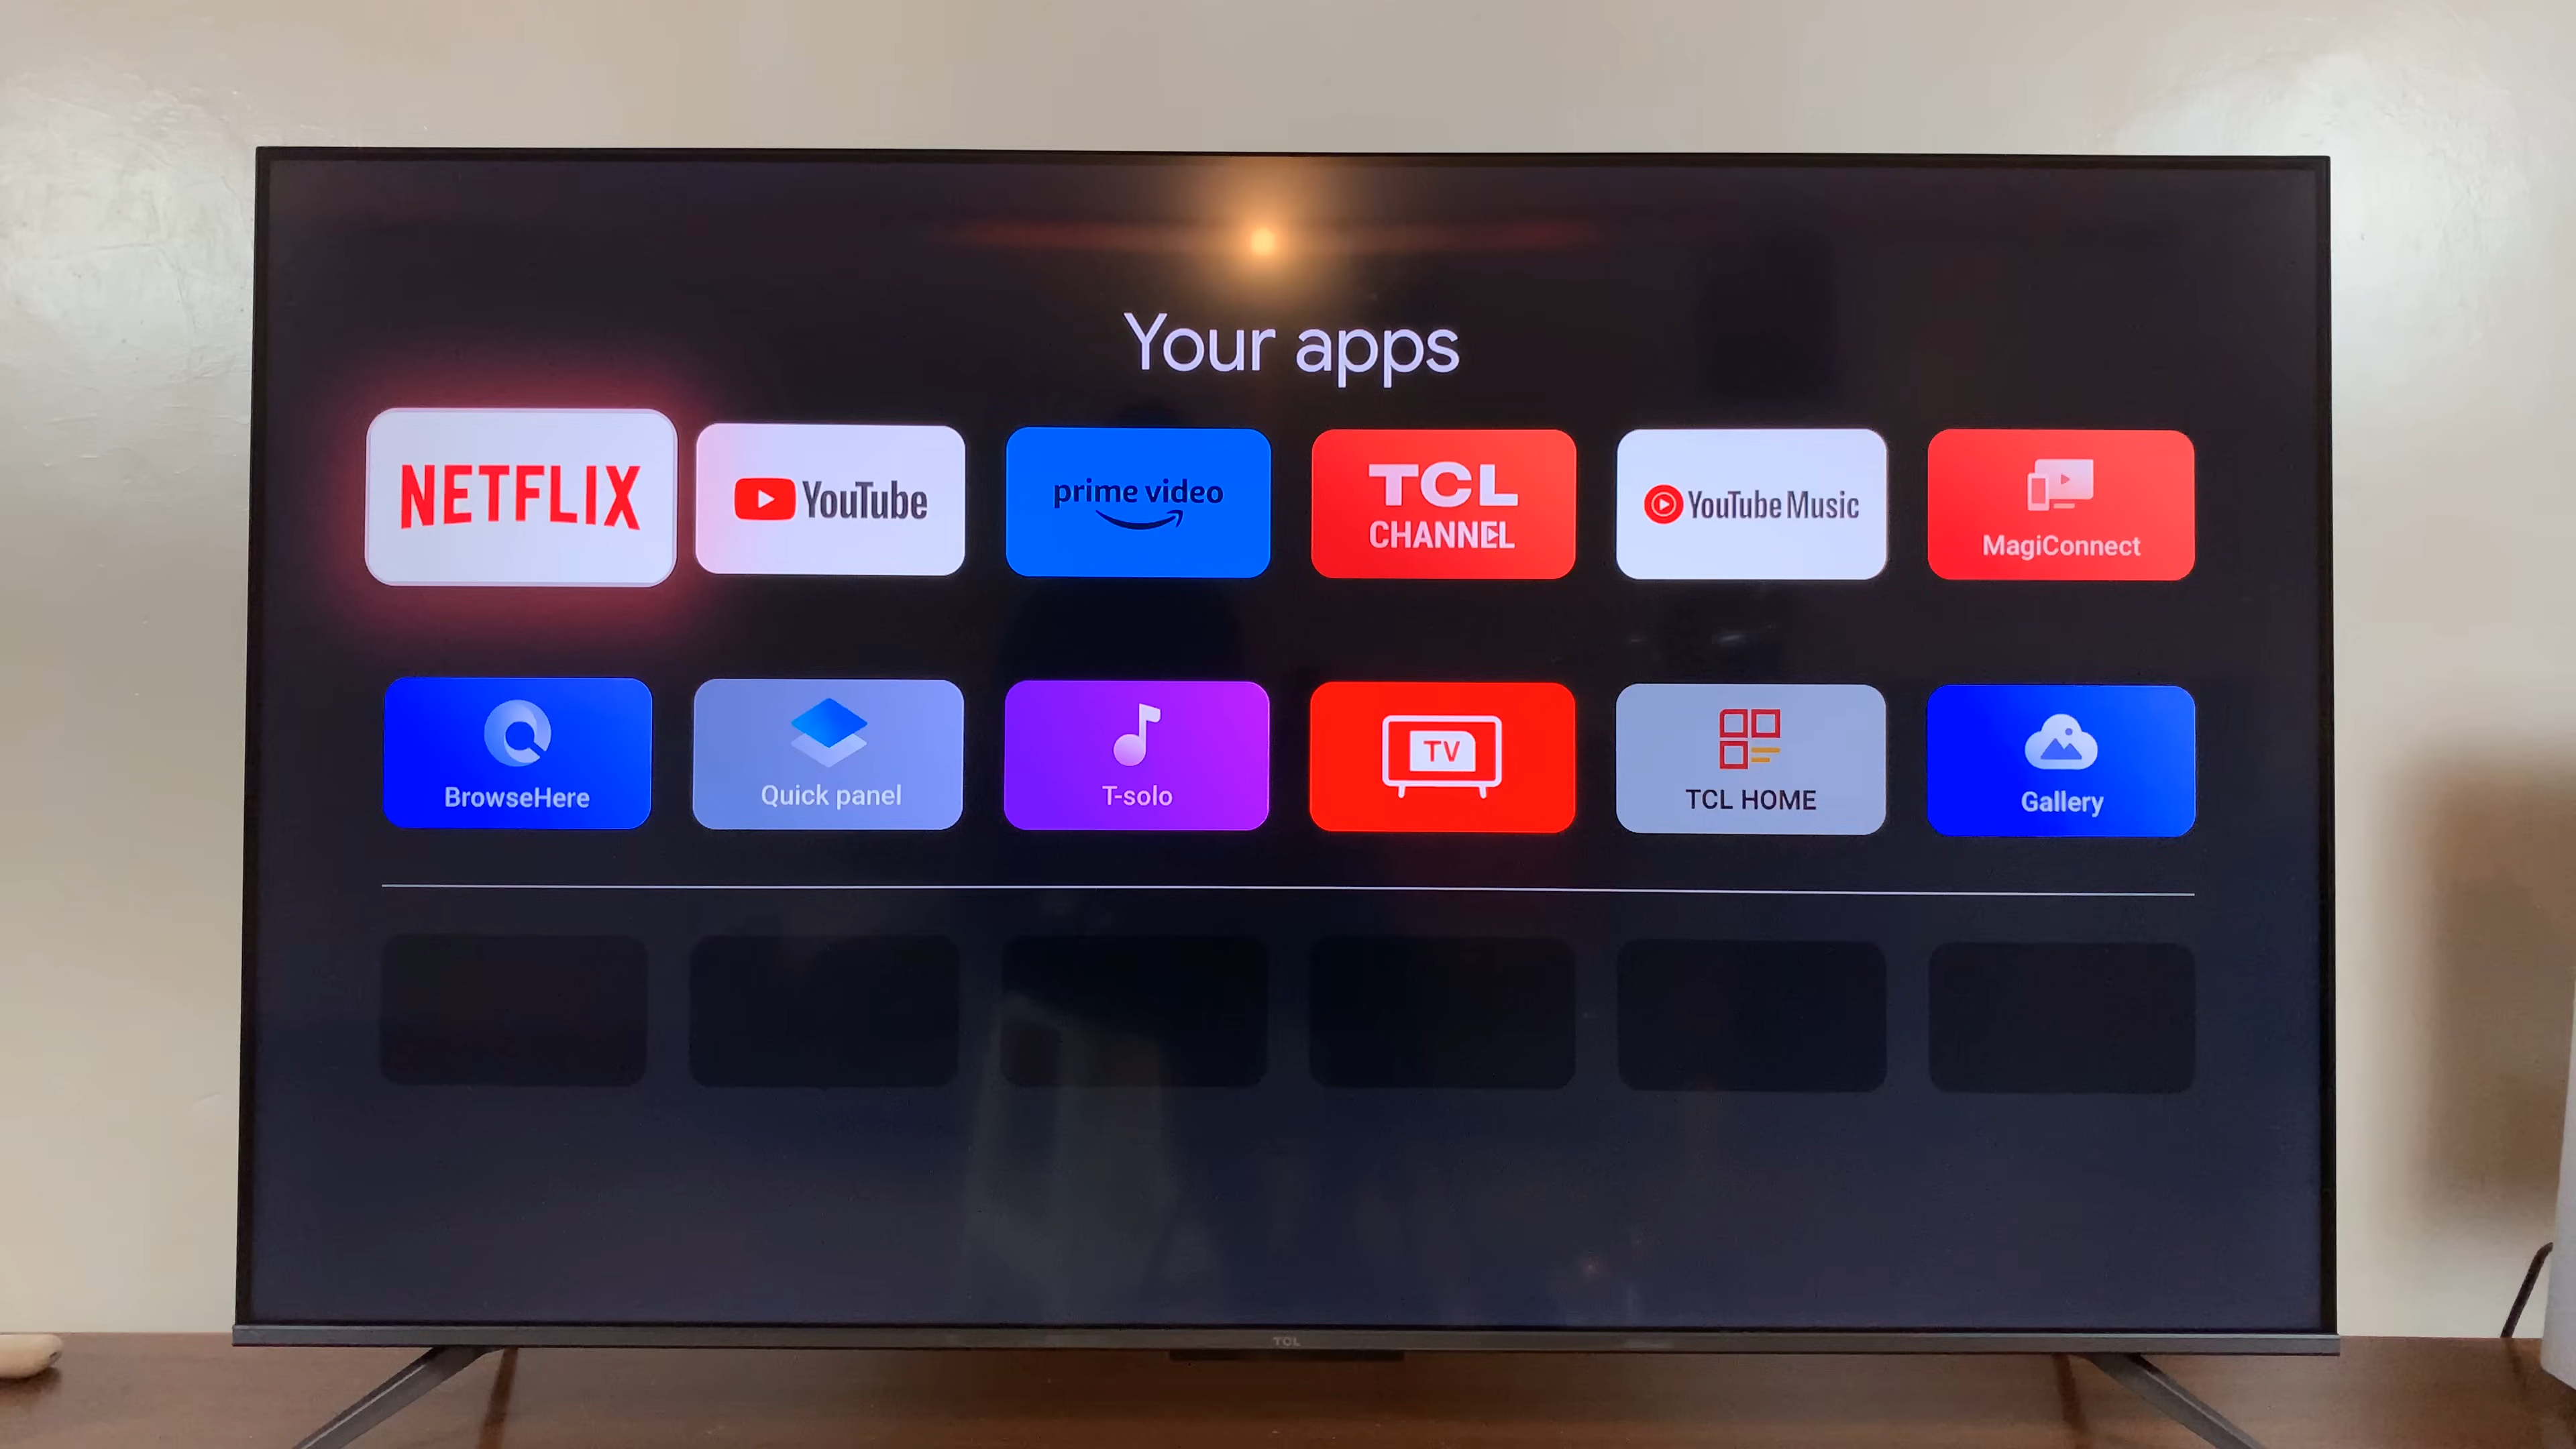 Your apps
NETFLIX
YouTube
prime video
TCL
CHANNEL
YouTube Music
MagiConnect
BrowseHere
Quick panel
T-solo
TV
TCL HOME
Gallery
TCL